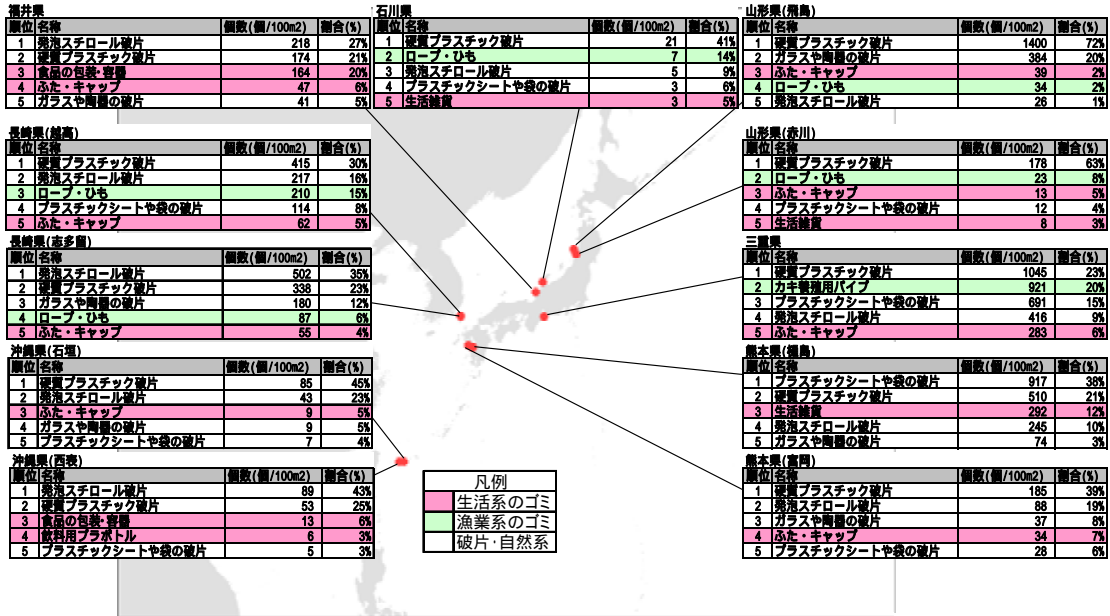 福井県
順位 名称 個数(個/100m2) 割合(%)
1 発泡スチロール破片 218 27%
2 硬質プラスチック破片 174 21%
3 食品の包装・容器 164 20%
4 ふた・キャップ 47 6%
5 ガラスや陶器の破片 41 5%
石川県
順位 名称 個数(個/100m2) 割合(%)
1 硬質プラスチック破片 21 41%
2 ロープ・ひも 7 14%
3 発泡スチロール破片 5 9%
4 プラスチックシートや袋の破片 3 6%
5 生活雑貨 3 5%
山形県(飛島)
順位 名称 個数(個/100m2) 割合(%)
1 硬質プラスチック破片 1400 72%
2 ガラスや陶器の破片 384 20%
3 ふた・キャップ 39 2%
4 ロープ・ひも 34 2%
5 発泡スチロール破片 26 1%
長崎県(越高)
順位 名称 個数(個/100m2) 割合(%)
1 硬質プラスチック破片 415 30%
2 発泡スチロール破片 217 16%
3 ロープ・ひも 210 15%
4 プラスチックシートや袋の破片 114 8%
5 ふた・キャップ 62 5%
山形県(赤川)
順位 名称 個数(個/100m2) 割合(%)
1 硬質プラスチック破片 178 63%
2 ロープ・ひも 23 8%
3 ふた・キャップ 13 5%
4 プラスチックシートや袋の破片 12 4%
5 生活雑貨 8 3%
長崎県(志多留)
順位 名称 個数(個/100m2) 割合(%)
1 発泡スチロール破片 502 35%
2 硬質プラスチック破片 338 23%
3 ガラスや陶器の破片 180 12%
4 ロープ・ひも 87 6%
5 ふた・キャップ 55 4%
三重県
順位 名称 個数(個/100m2) 割合(%)
1 硬質プラスチック破片 1045 23%
2 カキ養殖用パイプ 921 20%
3 プラスチックシートや袋の破片 691 15%
4 発泡スチロール破片 416 9%
5 ふた・キャップ 283 6%
沖縄県(石垣)
順位 名称 個数(個/100m2) 割合(%)
1 硬質プラスチック破片 85 45%
2 発泡スチロール破片 43 23%
3 ふた・キャップ 9 5%
4 ガラスや陶器の破片 9 5%
5 プラスチックシートや袋の破片 7 4%
熊本県(樋島)
順位 名称 個数(個/100m2) 割合(%)
1 プラスチックシートや袋の破片 917 38%
2 硬質プラスチック破片 510 21%
3 生活雑貨 292 12%
4 発泡スチロール破片 245 10%
5 ガラスや陶器の破片 74 3%
沖縄県(西表)
順位 名称 個数(個/100m2) 割合(%)
1 発泡スチロール破片 89 43%
2 硬質プラスチック破片 53 25%
3 食品の包装・容器 13 6%
4 飲料用プラボトル 6 3%
5 プラスチックシートや袋の破片 5 3%
熊本県(富岡)
順位 名称 個数(個/100m2) 割合(%)
1 硬質プラスチック破片 185 39%
2 発泡スチロール破片 88 19%
3 ガラスや陶器の破片 37 8%
4 ふた・キャップ 34 7%
5 プラスチックシートや袋の破片 28 6%
凡例
生活系のゴミ
漁業系のゴミ
破片・自然系